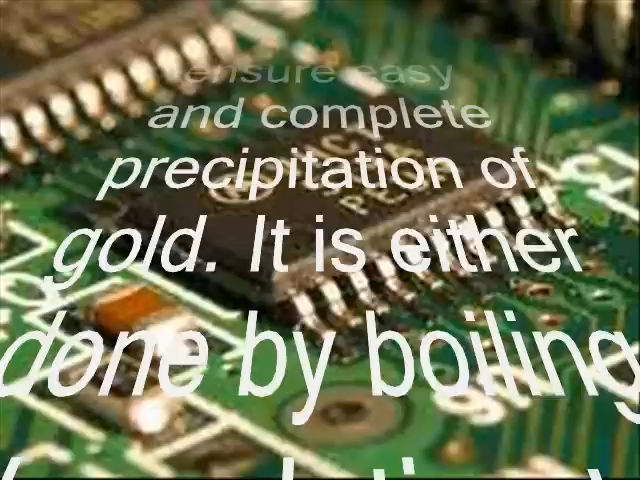 ensure easy
and complete
precipitation of
gold. It is either
done by boiling